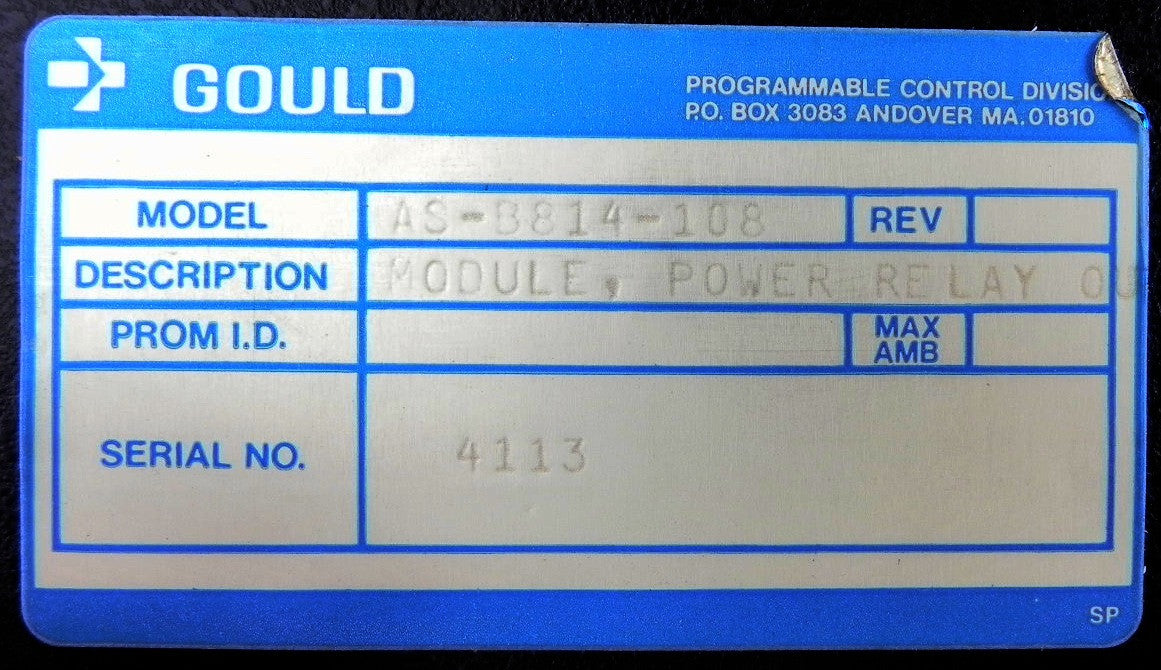 GOULD
PROGRAMMABLE CONTROL DIVISIO
P.O. BOX 3083 ANDOVER MA. 01810
MODEL AS-B814-108 REV
DESCRIPTION MODULE, POWER RELAY OU
PROM I.D. MAX AMB
SERIAL NO. 4113
SP